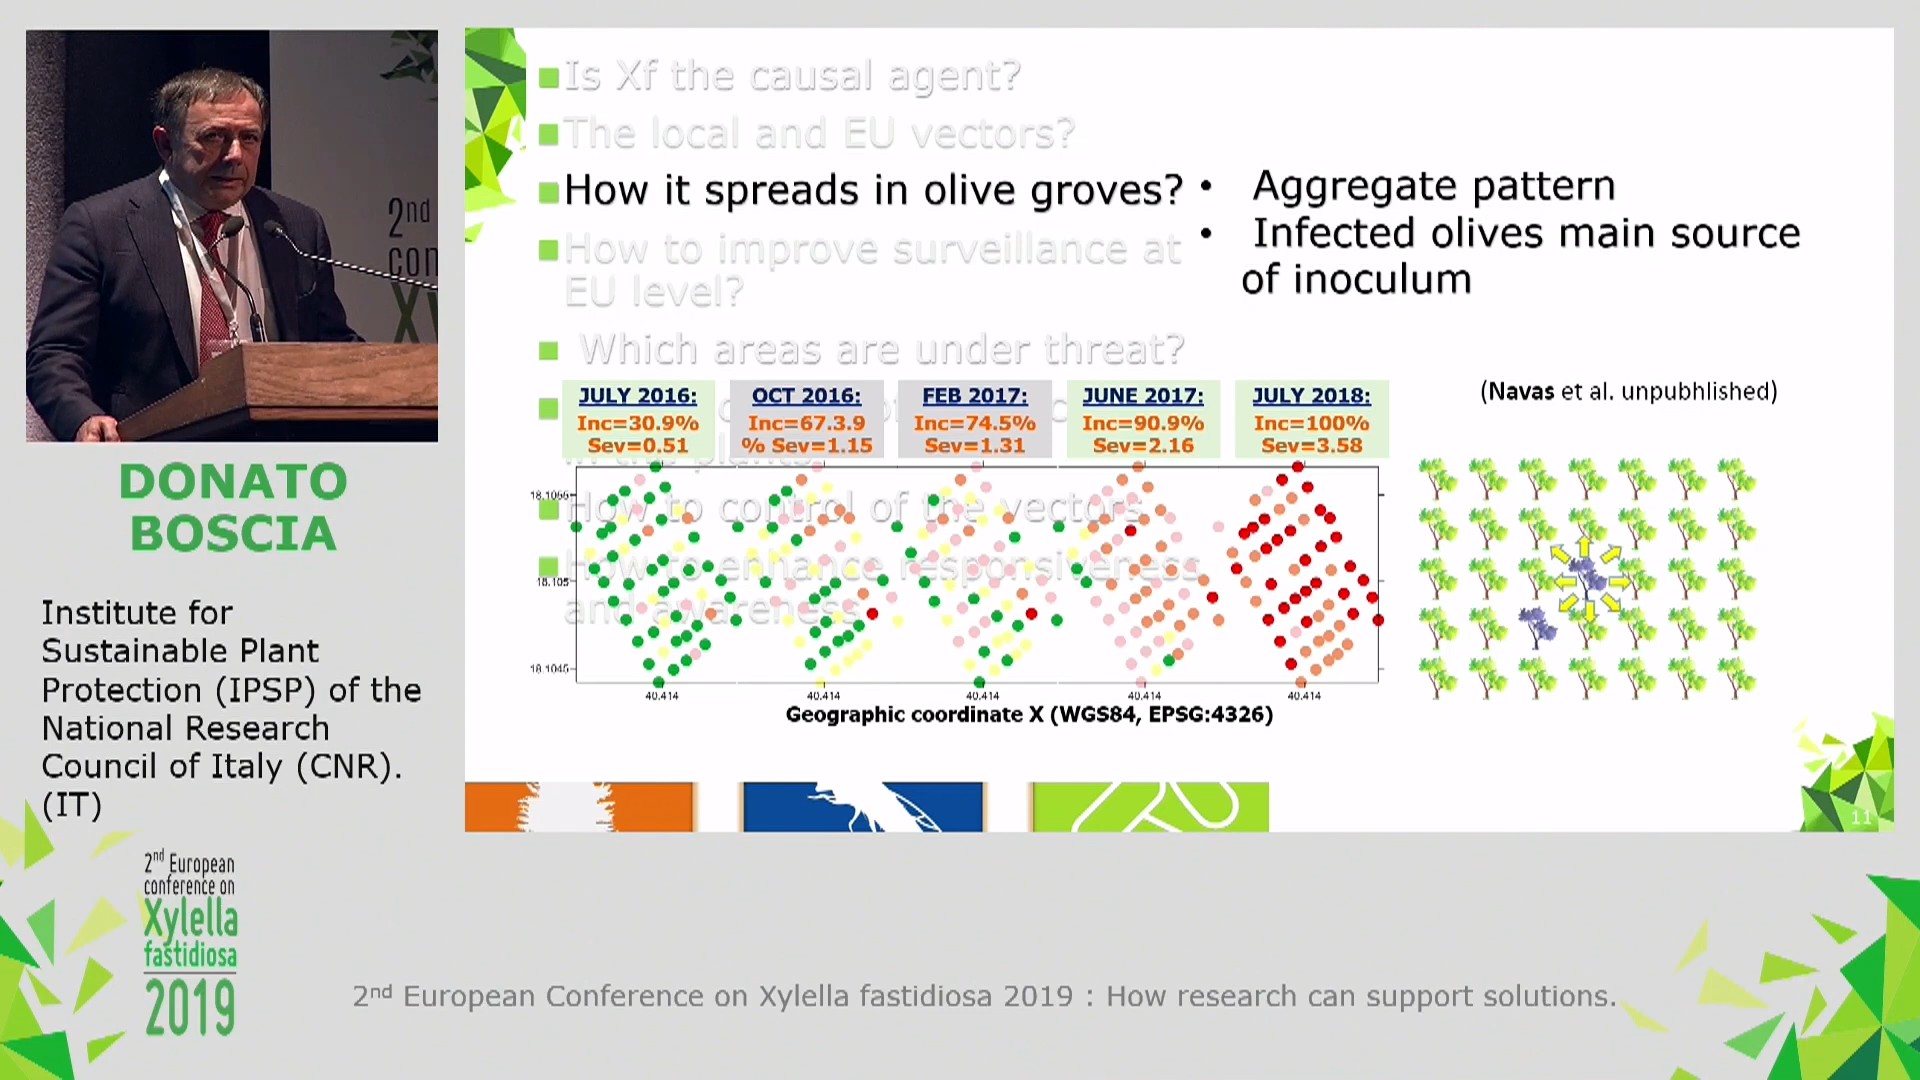 Is Xf the causal agent?
The local and EU vectors?
How it spreads in olive groves?
How to improve surveillance at
EU level?
Which areas are under threat?
in the plants
How to control of the vectors
How to enhance responsiveness
and awareness
• Aggregate pattern
• Infected olives main source
of inoculum
JULY 2016:
Inc=30.9%
Sev=0.51
OCT 2016:
Inc=67.3.9
% Sev=1.15
FEB 2017:
Inc=74.5%
Sev=1.31
JUNE 2017:
Inc=90.9%
Sev=2.16
JULY 2018:
Inc=100%
Sev=3.58
(Navas et al. unpubhlished)
18.1055
18.105
18.1045
40.414 40.414 40.414 40.414 40.414
Geographic coordinate X (WGS84, EPSG:4326)
11
2nd
con
Xy
DONATO
BOSCIA
Institute for
Sustainable Plant
Protection (IPSP) of the
National Research
Council of Italy (CNR).
(IT)
2nd European
conference on
Xylella
fastidiosa
2019
2nd European Conference on Xylella fastidiosa 2019 : How research can support solutions.